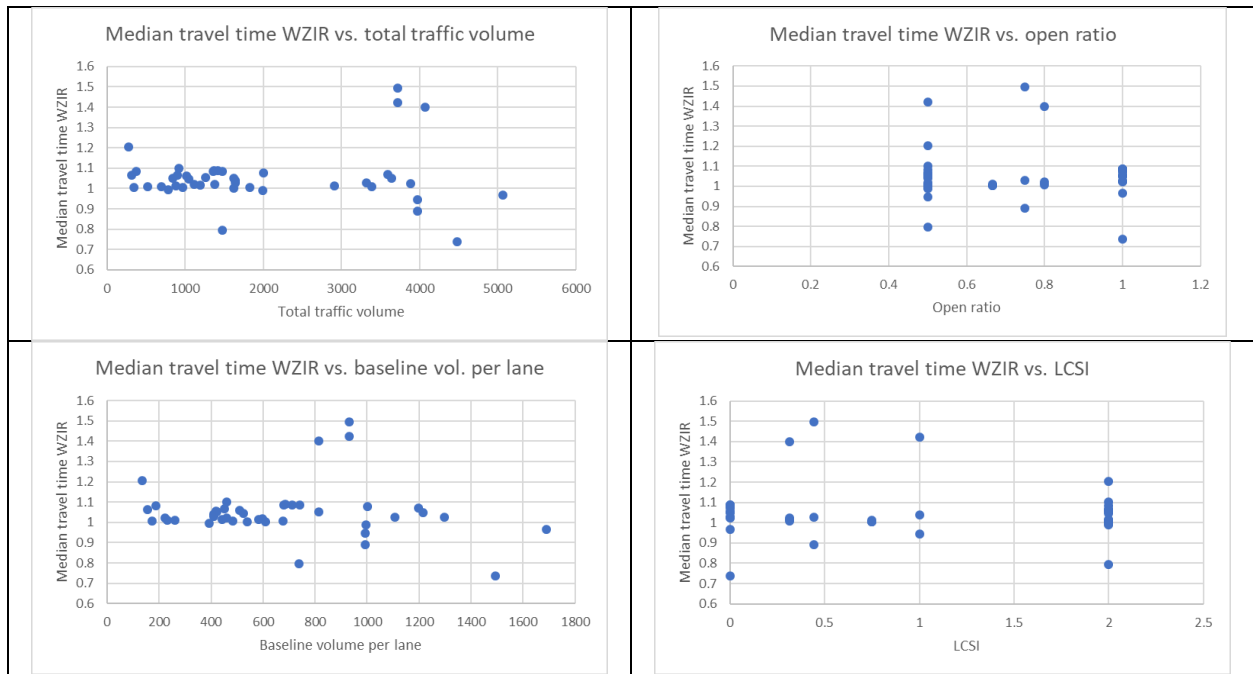 Median travel time WZIR vs. total traffic volume
Median travel time WZIR
1.6
1.5
1.4
1.3
1.2
1.1
1
0.9
0.8
0.7
0.6
0 1000 2000 3000 4000 5000 6000
Total traffic volume
Median travel time WZIR vs. open ratio
Median travel time WZIR
1.6
1.5
1.4
1.3
1.2
1.1
1
0.9
0.8
0.7
0.6
0 0.2 0.4 0.6 0.8 1 1.2
Open ratio
Median travel time WZIR vs. baseline vol. per lane
Median travel time WZIR
1.6
1.5
1.4
1.3
1.2
1.1
1
0.9
0.8
0.7
0.6
0 200 400 600 800 1000 1200 1400 1600 1800
Baseline volume per lane
Median travel time WZIR vs. LCSI
Median travel time WZIR
1.6
1.5
1.4
1.3
1.2
1.1
1
0.9
0.8
0.7
0.6
0 0.5 1 1.5 2 2.5
LCSI